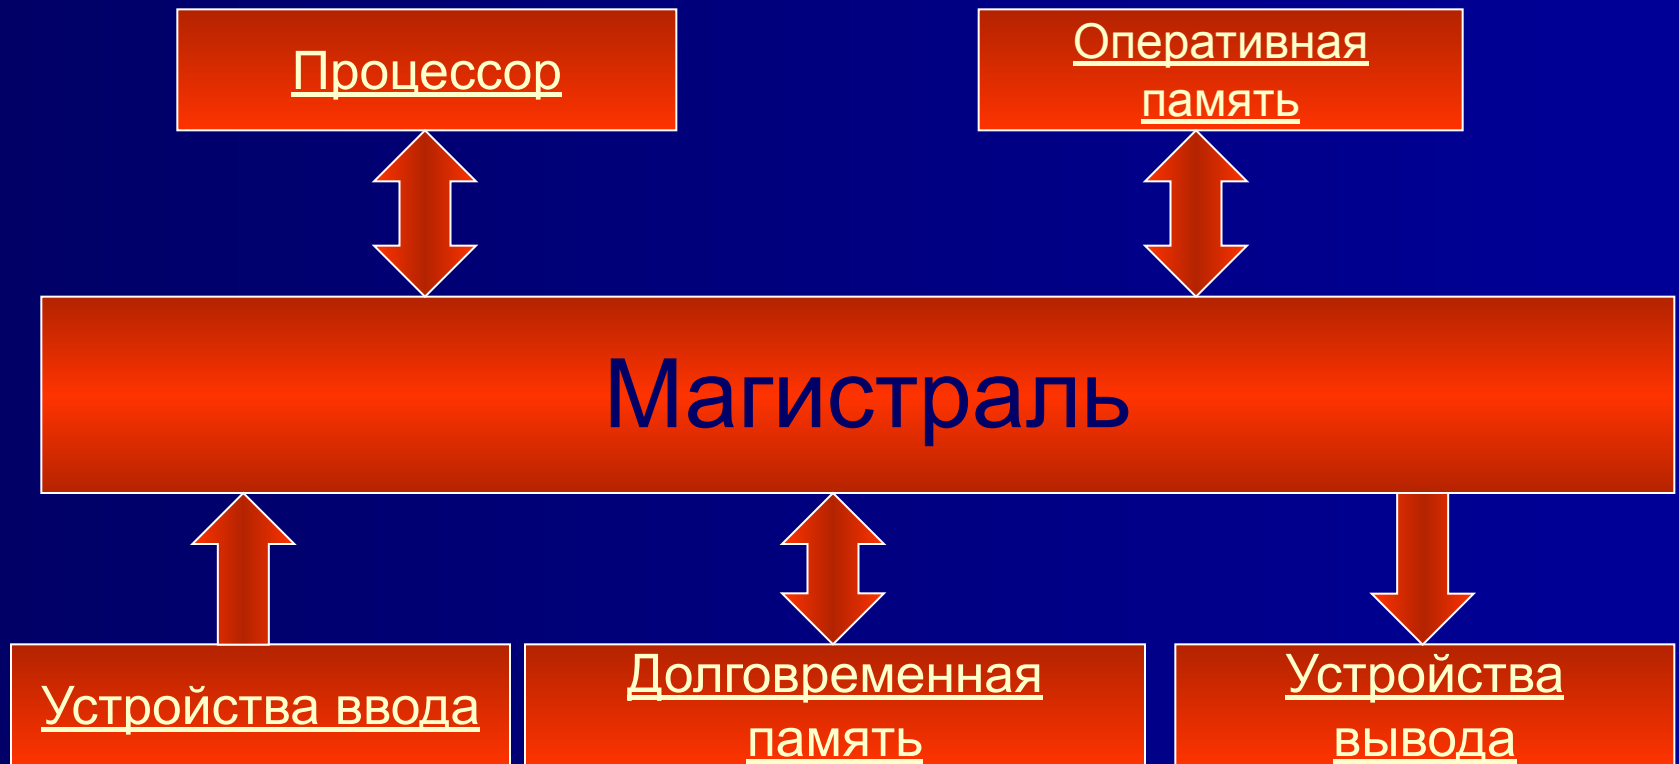 Процессор
Оперативная
память
Магистраль
Устройства ввода
Долговременная
память
Устройства
вывода